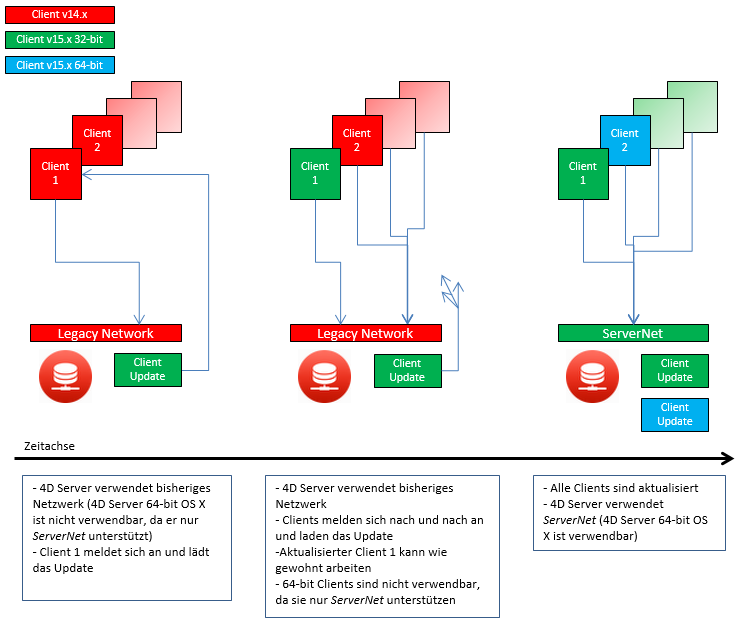 Client v14.x
Client v15.x 32-bit
Client v15.x 64-bit
Client
2
Client
1
Client
2
Client
1
Client
2
Client
1
Legacy Network
Legacy Network
ServerNet
Client
Update
Client
Update
Client
Update
Client
Update
Zeitachse
- 4D Server verwendet bisheriges
Netzwerk (4D Server 64-bit OS X
ist nicht verwendbar, da er nur
ServerNet unterstützt)
- Client 1 meldet sich an und lädt
das Update
- 4D Server verwendet bisheriges
Netzwerk
- Clients melden sich nach und nach an
und laden das Update
-Aktualisierter Client 1 kann wie
gewohnt arbeiten
- 64-bit Clients sind nicht verwendbar,
da sie nur ServerNet unterstützen
- Alle Clients sind aktualisiert
- 4D Server verwendet
ServerNet (4D Server 64-bit OS
X ist verwendbar)